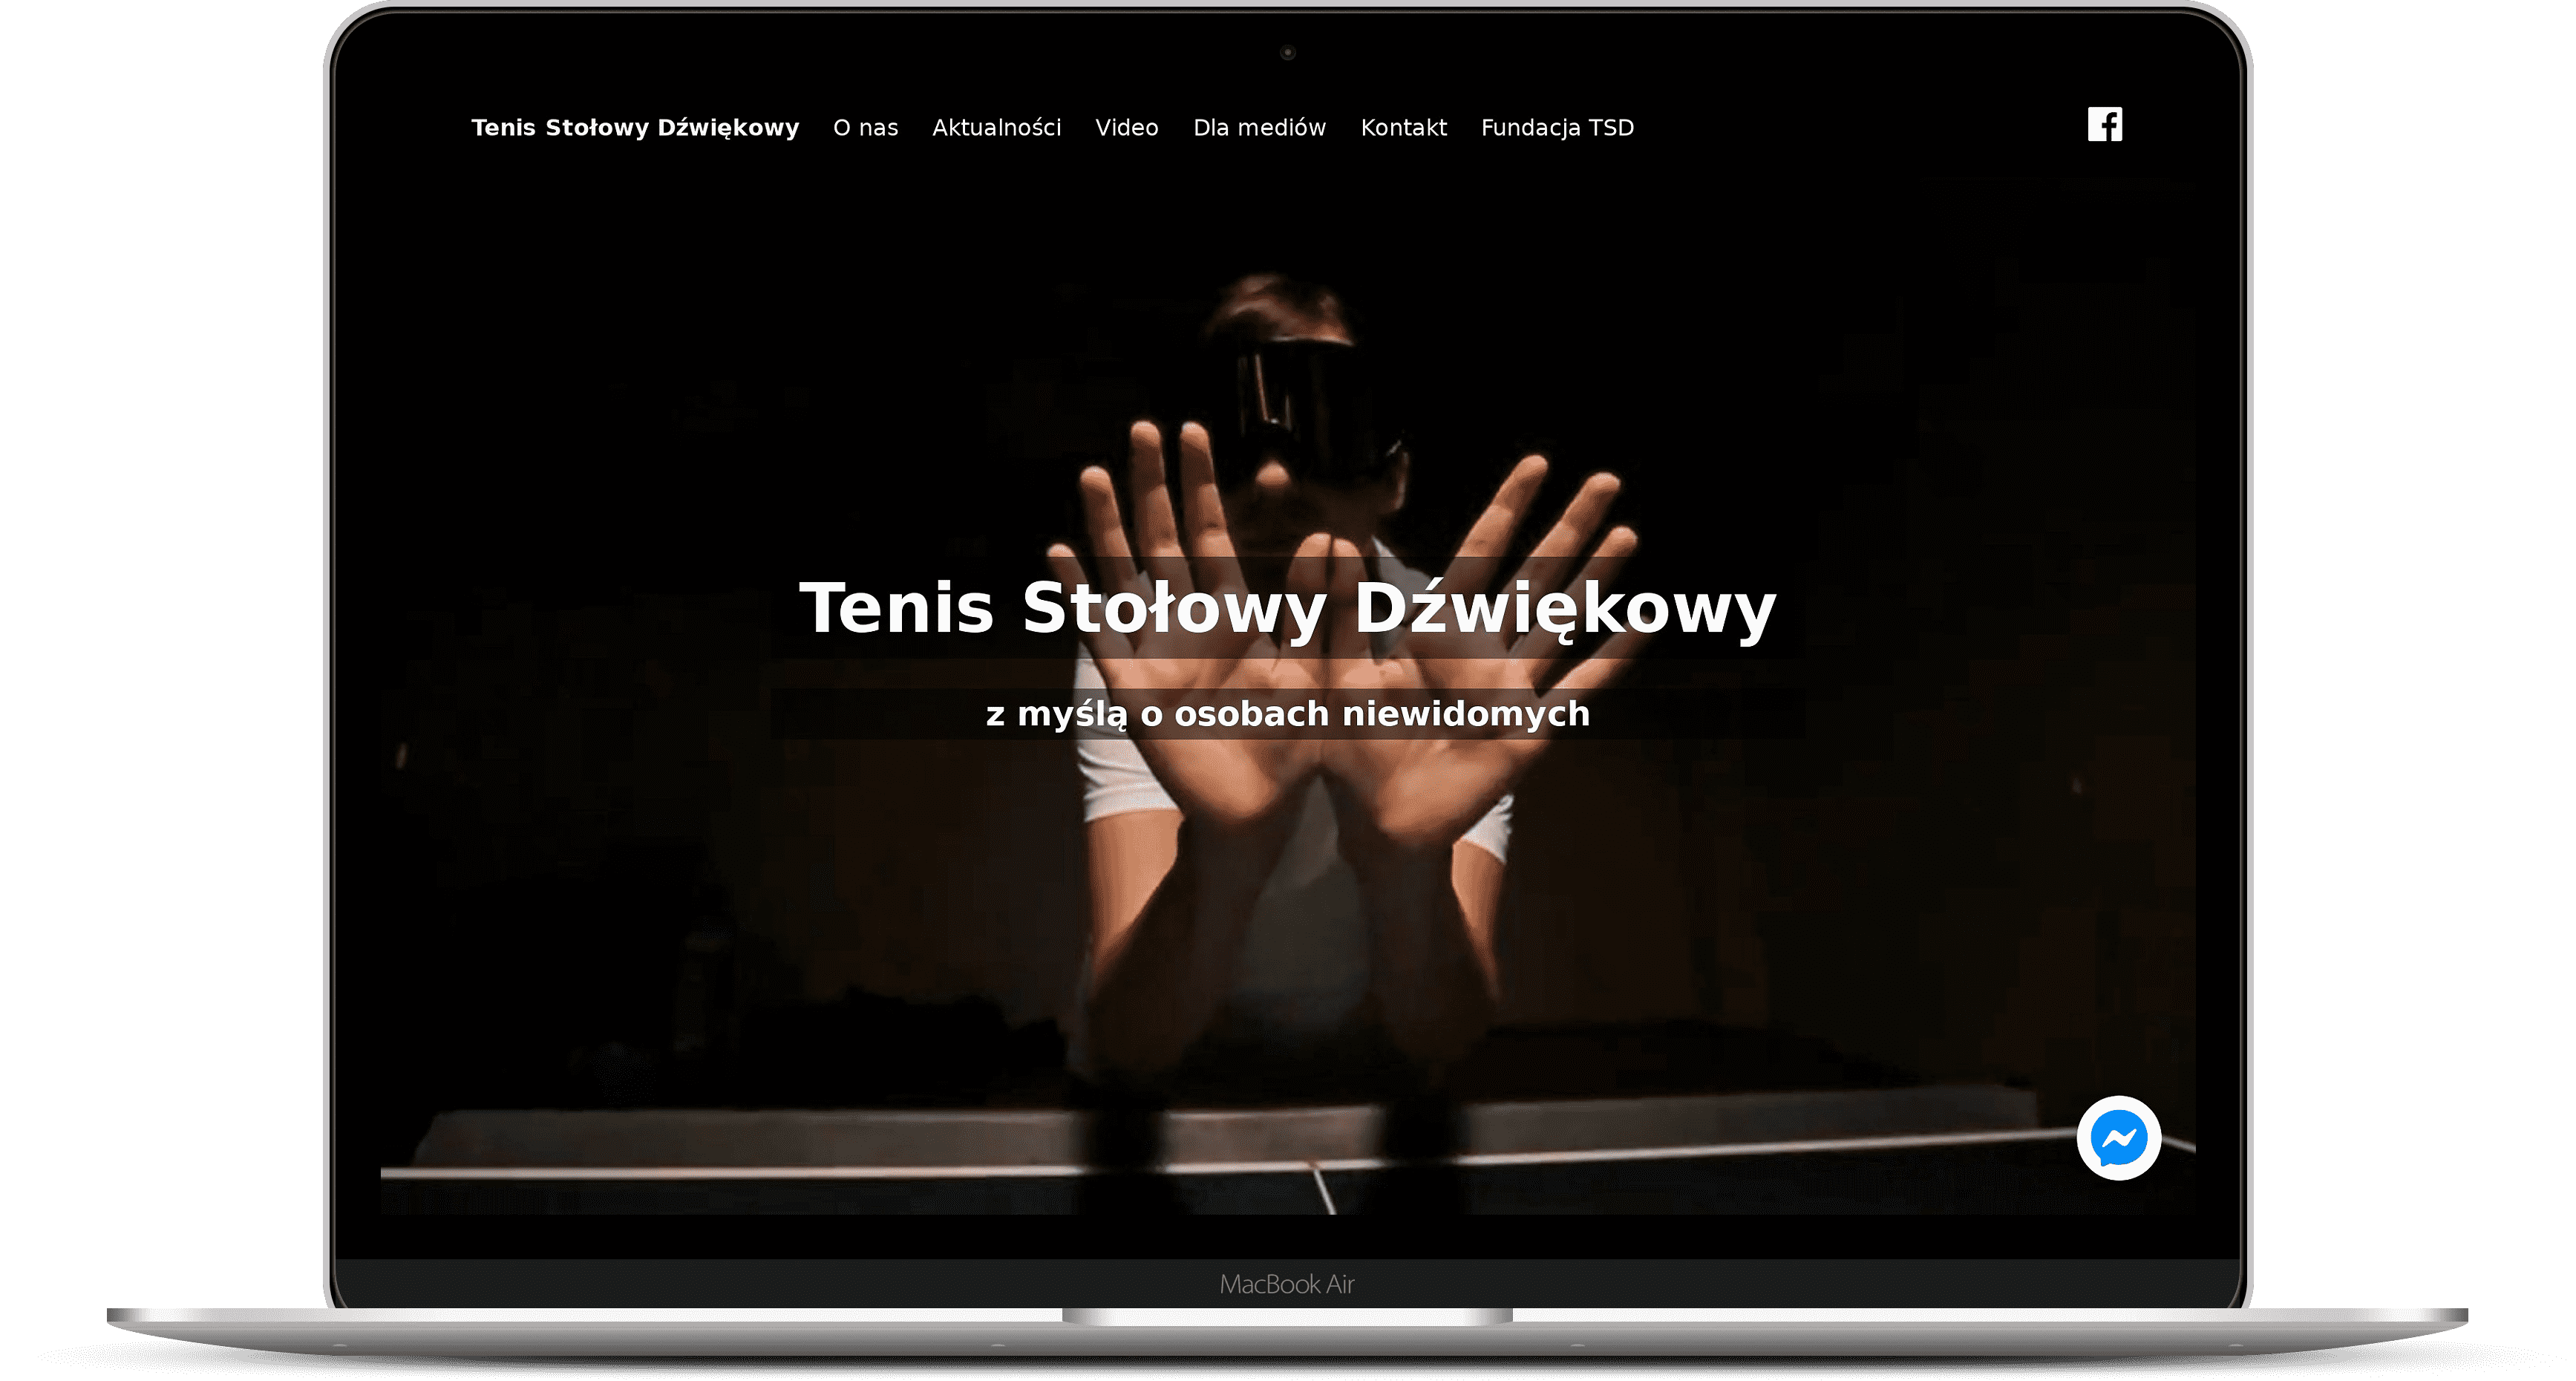 Tenis Stołowy Dźwiękowy O nas Aktualności Video Dla mediów Kontakt Fundacja TSD
Tenis Stołowy Dźwiękowy
z myślą o osobach niewidomych
MacBook Air